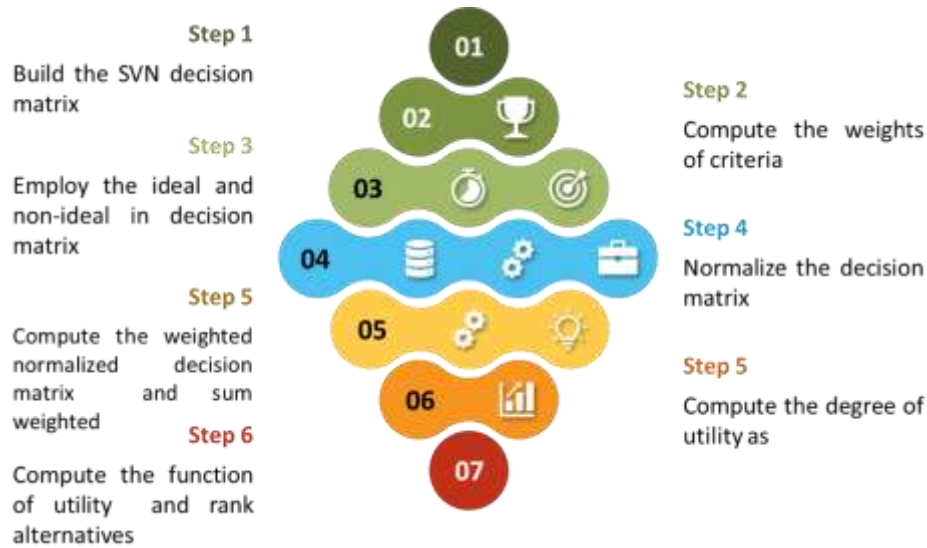 Step 1
Build the SVN decision
matrix
01
02
Step 2
Compute the weights
of criteria
Step 3
Employ the ideal and
non-ideal in decision
matrix
03
04
Step 4
Normalize the decision
matrix
Step 5
Compute the weighted
normalized decision
matrix and sum
weighted
05
06
Step 5
Compute the degree of
utility as
Step 6
Compute the function
of utility and rank
alternatives
07